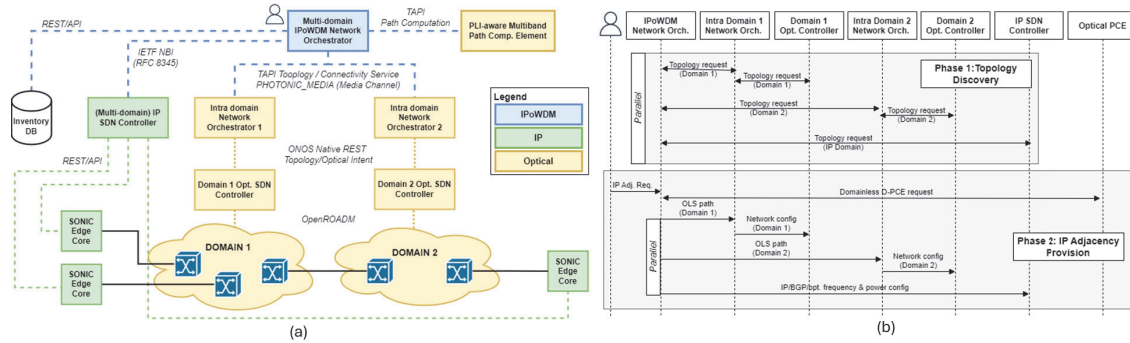 REST/API
Multi-domain
IPoWDM Network
Orchestrator
TAPI
Path Computation
PLI-aware Multiband
Path Comp. Element
IETF NBI
(RFC 8345)
TAPI Tooplogy / Connectivity Service
PHOTONIC_MEDIA (Media Channel)
Inventory
DB
(Multi-domain) IP
SDN Controller
Intra domain
Network
Orchestrator 1
Intra domain
Network
Orchestrator 2
Legend
IPoWDM
IP
Optical
REST/API
ONOS Native REST
Topology/Optical Intent
Domain 1 Opt. SDN
Controller
Domain 2 Opt. SDN
Controller
OpenROADM
SONIC
Edge
Core
DOMAIN 1
DOMAIN 2
SONIC
Edge
Core
SONIC
Edge
Core
(a)
IPoWDM
Network Orch.
Intra Domain 1
Network Orch.
Domain 1
Opt. Controller
Intra Domain 2
Network Orch.
Domain 2
Opt. Controller
IP SDN
Controller
Optical PCE
Parallel
Topology request
(Domain 1)
Topology request
(Domain 1)
Phase 1:Topology
Discovery
Topology request
(Domain 2)
Topology request
(Domain 2)
Topology request
(IP Domain)
IP Adj. Req.
Domainless O-PCE request
Parallel
OLS path
(Domain 1)
Network config
(Domain 1)
OLS path
(Domain 2)
Network config
(Domain 2)
Phase 2: IP Adjacency
Provision
IP/BGP/opt. frequency & power config
(b)